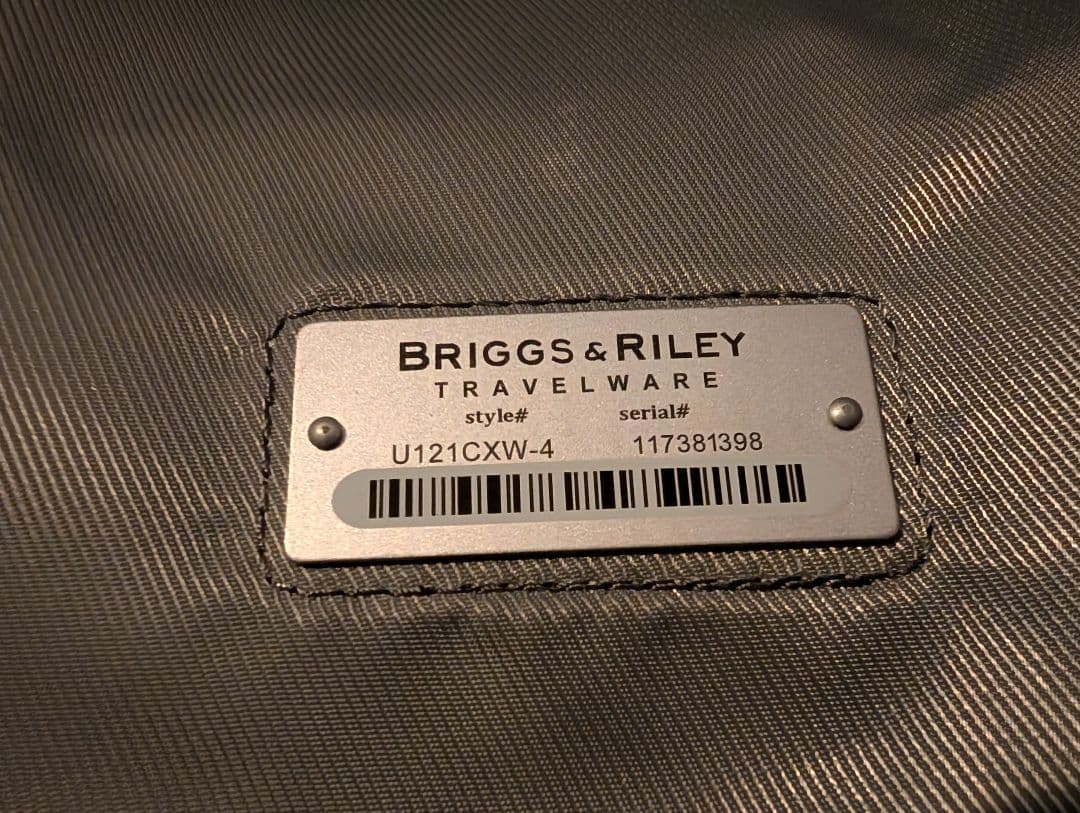 BRIGGS & RILEY
TRAVELWARE
style# serial#
U121CXW-4 117381398